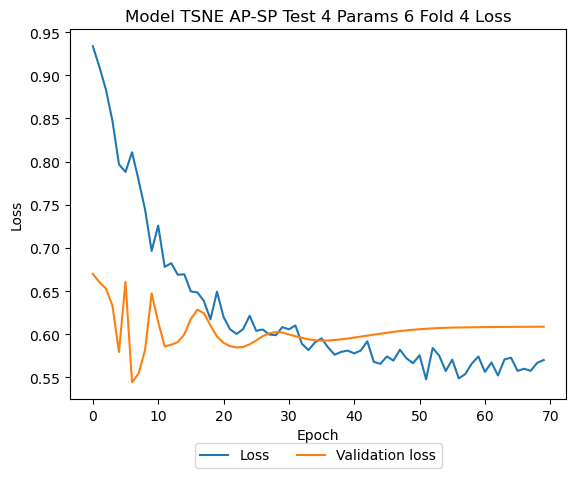 Model TSNE AP-SP Test 4 Params 6 Fold 4 Loss
0.95
0.90
0.85
0.80
0.75
0.70
0.65
0.60
0.55
Loss
0 10 20 30 40 50 60 70
Epoch
Loss Validation loss